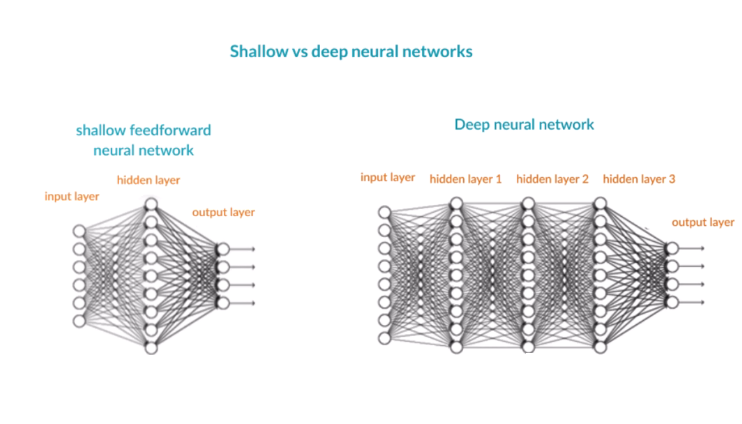 Shallow vs deep neural networks
shallow feedforward
neural network
hidden layer
input layer
output layer
Deep neural network
input layer
hidden layer 1
hidden layer 2
hidden layer 3
output layer